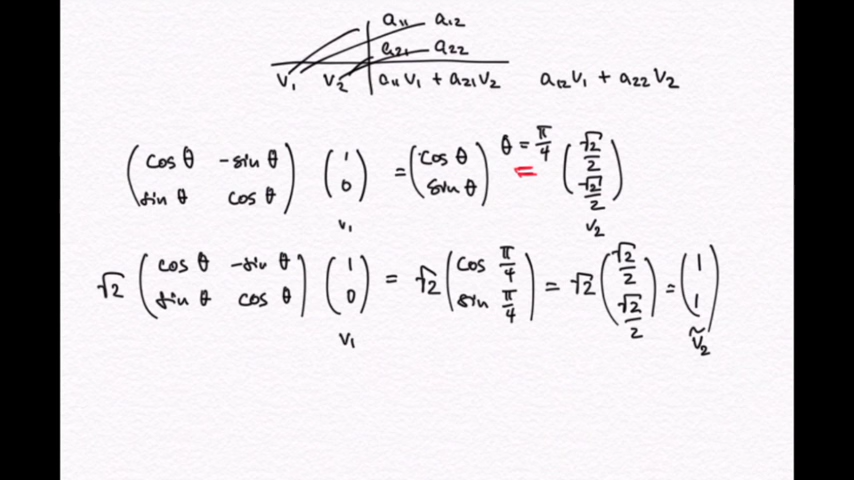 a₁₁ a₁₂
a₂₁ a₂₂
v₁ v₂ a₁₁v₁ + a₂₁v₂ a₁₂v₁ + a₂₂v₂
(cos θ -sin θ; sin θ cos θ) (1; 0) = (cos θ; sin θ) θ = π/4 = (√2/2; √2/2)
v₁ v₂
√2 (cos θ -sin θ; sin θ cos θ) (1; 0) = √2 (cos π/4; sin π/4) = √2 (√2/2; √2/2) = (1; 1)
v₁ ṽ₂